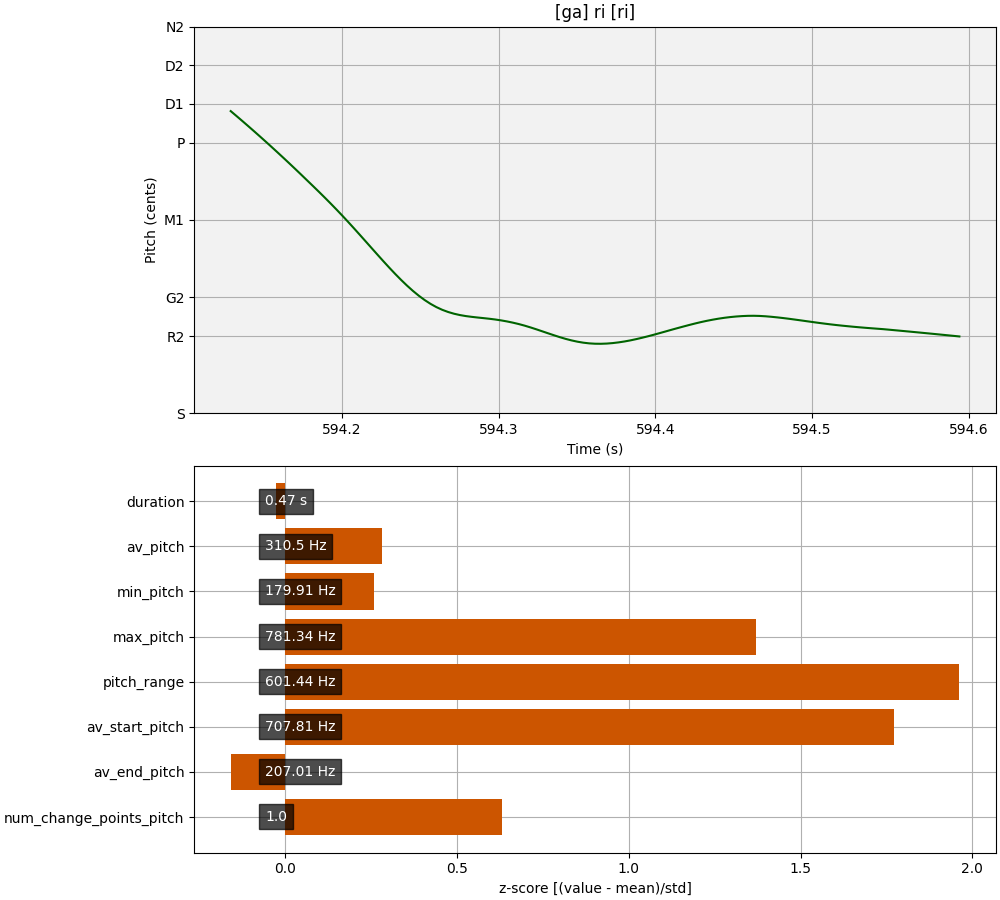 [ga] ri [ri]
N2
D2
D1
P
M1
G2
R2
S
Pitch (cents)
594.2 594.3 594.4 594.5 594.6
Time (s)
duration 0.47 s
av_pitch 310.5 Hz
min_pitch 179.91 Hz
max_pitch 781.34 Hz
pitch_range 601.44 Hz
av_start_pitch 707.81 Hz
av_end_pitch 207.01 Hz
num_change_points_pitch 1.0
0.0 0.5 1.0 1.5 2.0
z-score [(value - mean)/std]